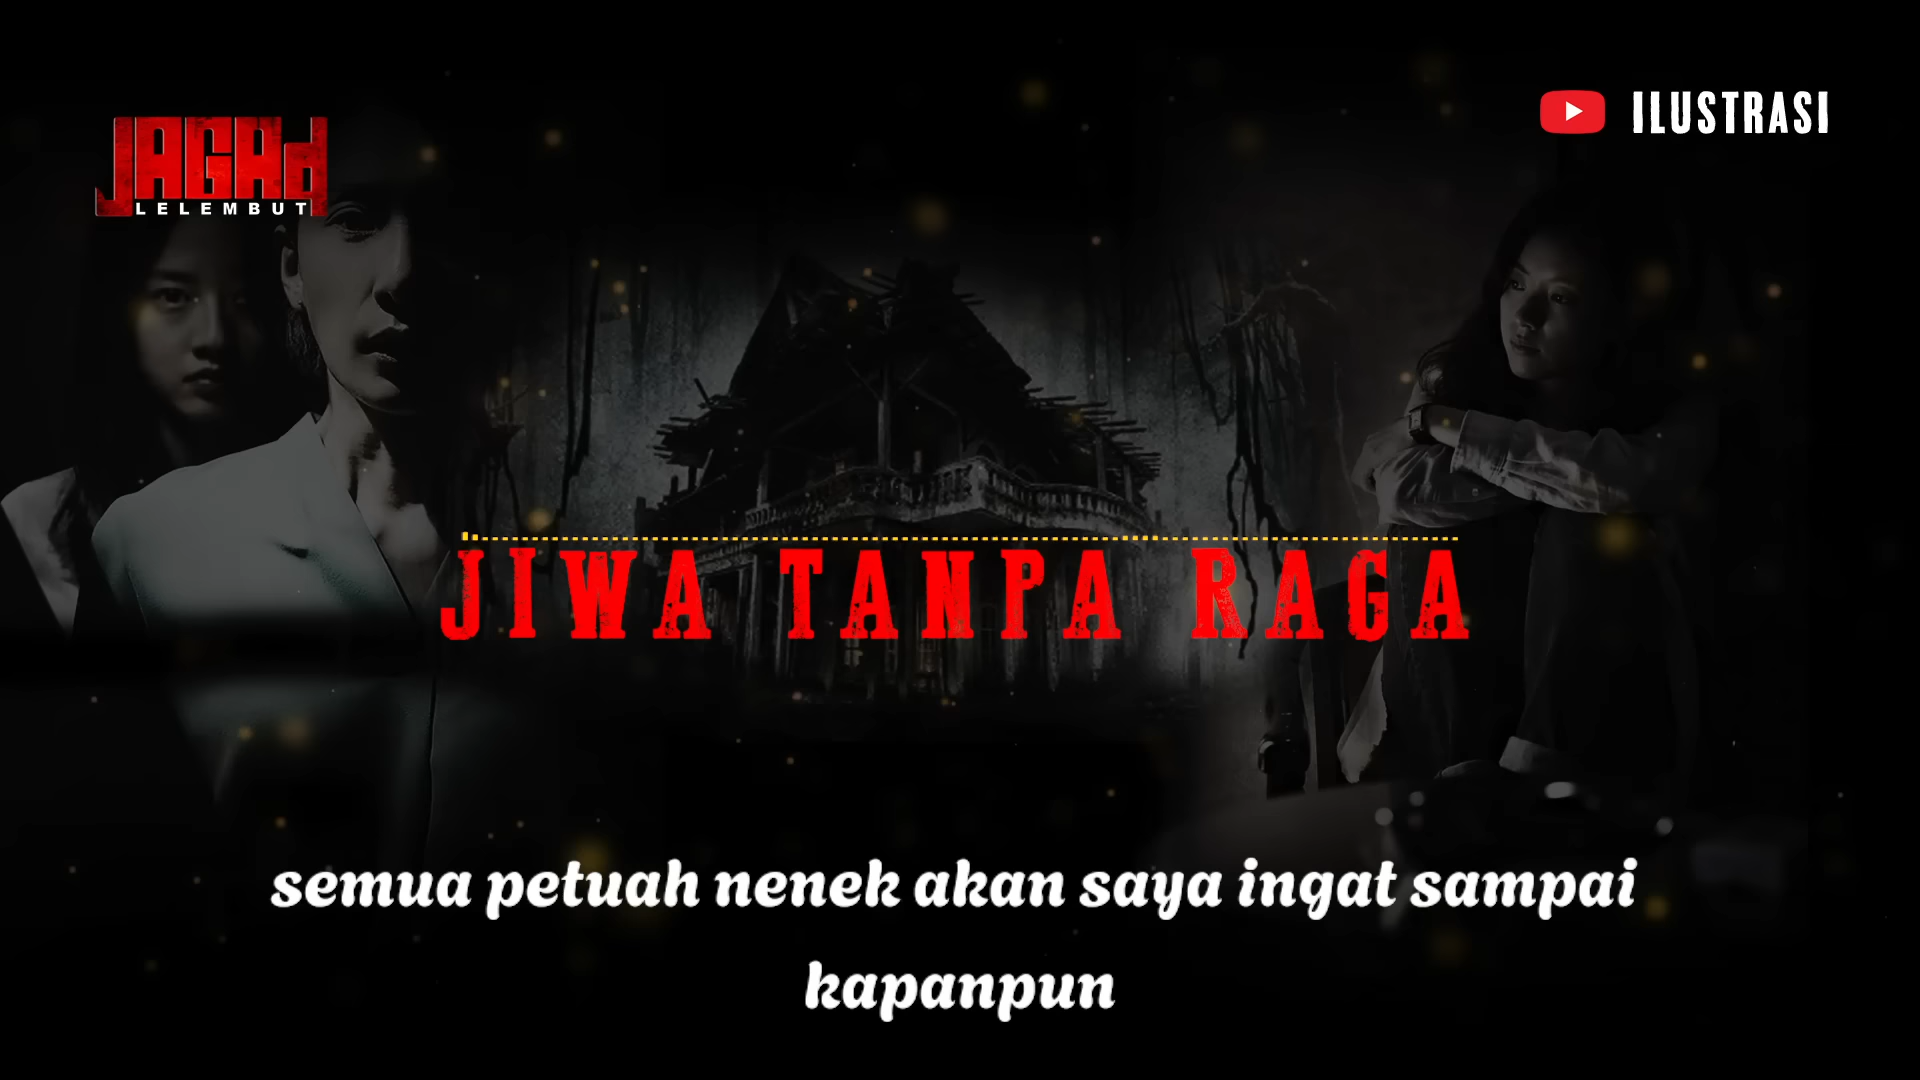 JAGAd
LELEMBUT
ILUSTRASI
JIWA TANPA RAGA
semua petuah nenek akan saya ingat sampai
kapanpun